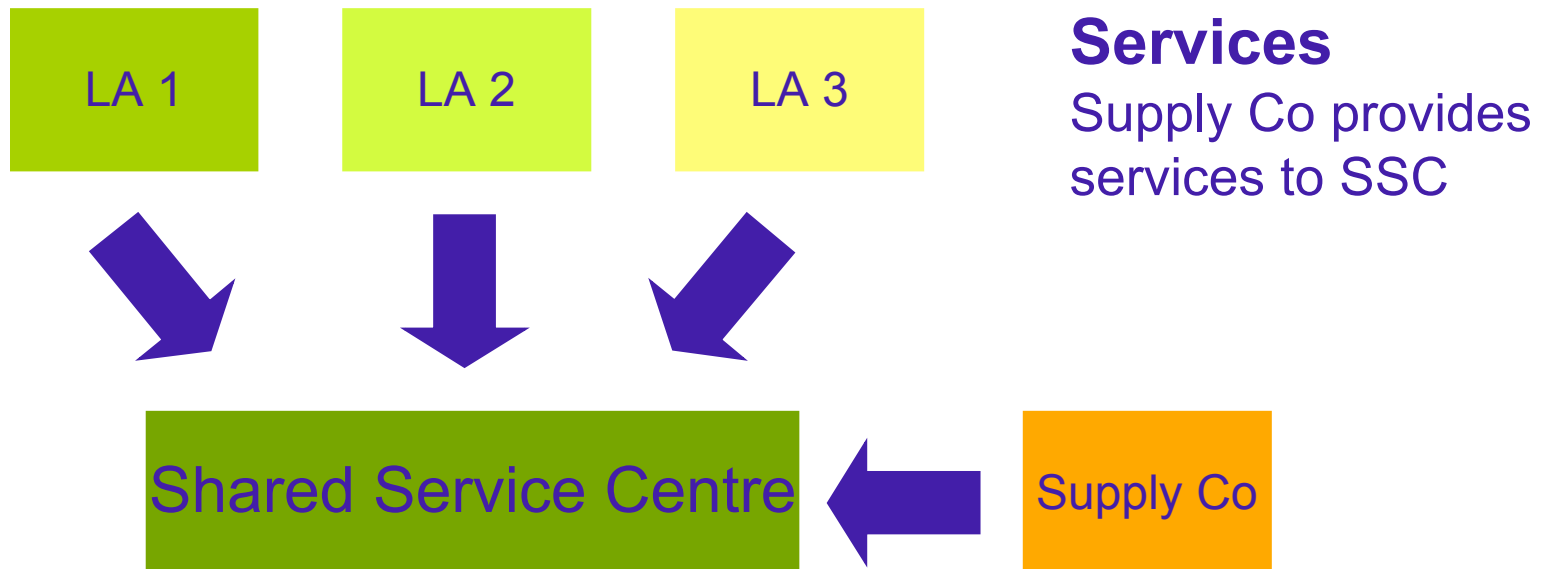 LA 1
LA 2
LA 3
Services
Supply Co provides
services to SSC
Shared Service Centre
Supply Co